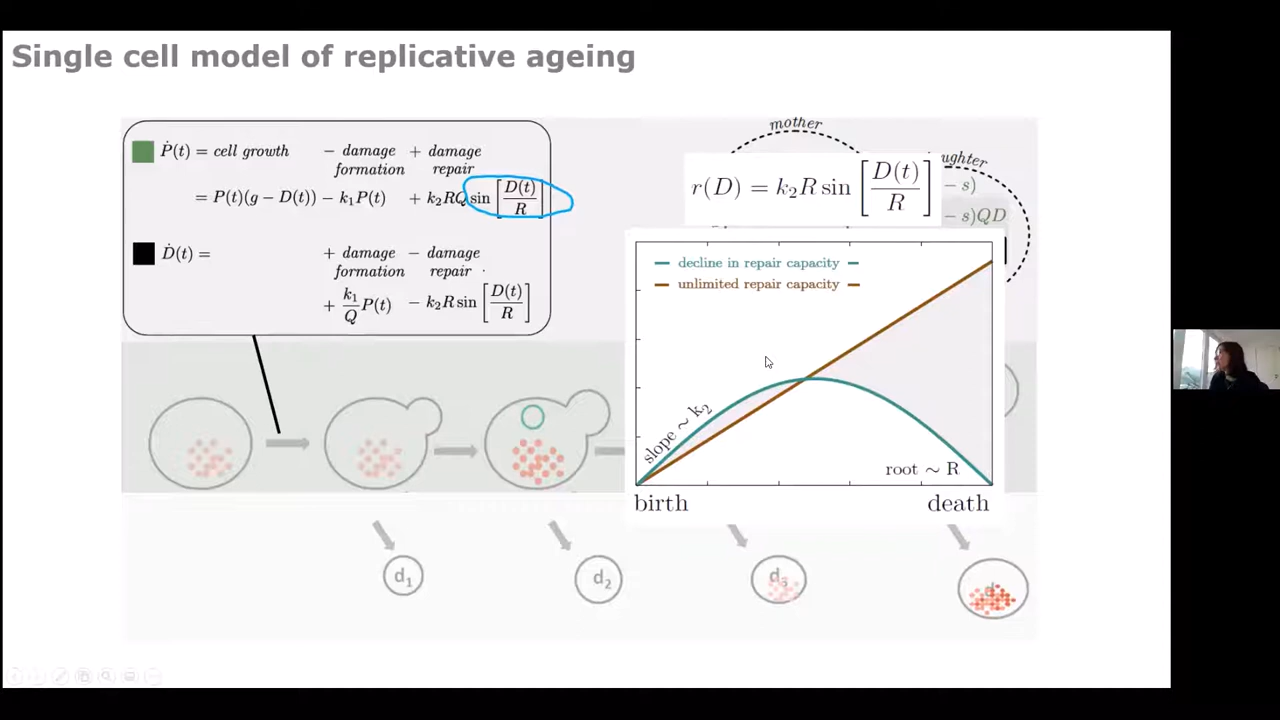 Single cell model of replicative ageing
Ṗ(t) = cell growth − damage formation + damage repair
= P(t)(g − D(t)) − k₁P(t) + k₂RQ sin [D(t)/R]
Ḋ(t) = + damage formation − damage repair
+ k₁/Q P(t) − k₂R sin [D(t)/R]
mother
ughter
− s)
− s)QD
r(D) = k₂R sin [D(t)/R]
decline in repair capacity
unlimited repair capacity
slope ~ k₂
root ~ R
birth
death
d₁
d₂
d₃